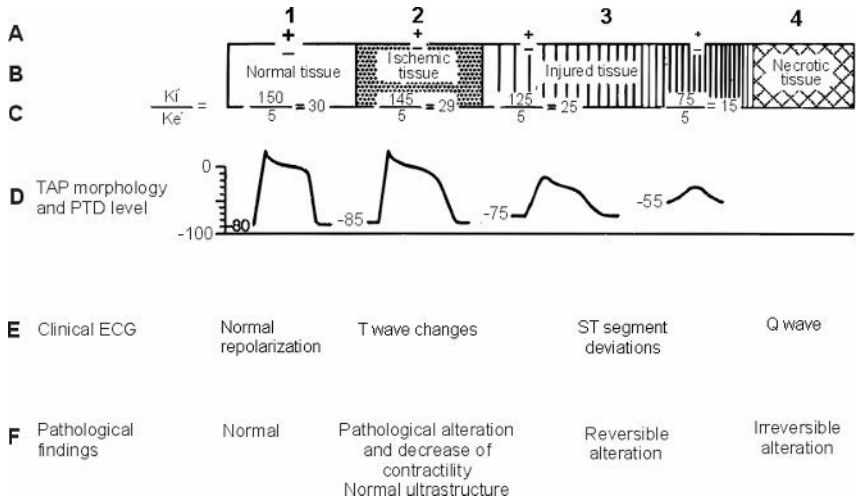 1 2 3 4
A + + + +
– – – –
B Normal tissue Ischemic tissue Injured tissue Necrotic tissue
C Ki+ / Ke+ = 150/5 = 30 145/5 = 29 125/5 = 25 75/5 = 15
0
D TAP morphology and PTD level
-80 -85 -75 -55
-100
E Clinical ECG
Normal repolarization
T wave changes
ST segment deviations
Q wave
F Pathological findings
Normal
Pathological alteration
and decrease of
contractility
Normal ultrastructure
Reversible alteration
Irreversible alteration